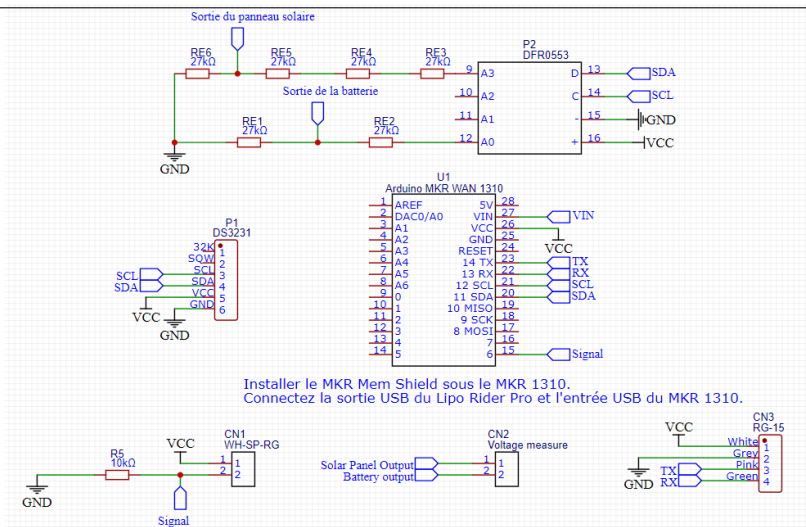 Sortie du panneau solaire
RE6 RE5 RE4 RE3
27kΩ 27kΩ 27kΩ 27kΩ
P2
DFR0553
9 A3 D 13 SDA
10 A2 C 14 SCL
11 A1 - 15 GND
12 A0 + 16 VCC
Sortie de la batterie
RE1 RE2
27kΩ 27kΩ
GND
U1
Arduino MKR WAN 1310
1 AREF 5V 28
2 DAC0/A0 VIN 27 VIN
3 A1 VCC 26
4 A2 GND 25
5 A3 RESET 24
6 A4 14 TX 23 TX
7 A5 13 RX 22 RX
8 A6 12 SCL 21 SCL
9 0 11 SDA 20 SDA
10 1 10 MISO 19
11 2 9 SCK 18
12 3 8 MOSI 17
13 4 7 16
14 5 6 15 Signal
VCC
P1
DS3231
32K 1
SQW 2
SCL SCL 3
SDA SDA 4
VCC 5
GND 6
VCC
GND
Installer le MKR Mem Shield sous le MKR 1310.
Connectez la sortie USB du Lipo Rider Pro et l'entrée USB du MKR 1310.
R5
10kΩ
GND
VCC
Signal
CN1
WH-SP-RG
1 1
2 2
CN2
Voltage measure
Solar Panel Output 1 1
Battery output 2 2
CN3
RG-15
VCC
White 1
Grey 2
TX Pink 3
RX Green 4
GND